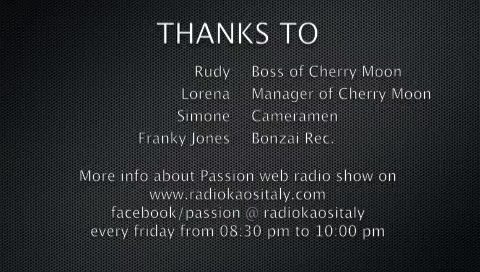 THANKS TO
Rudy Boss of Cherry Moon
Lorena Manager of Cherry Moon
Simone Cameramen
Franky Jones Bonzai Rec.
More info about Passion web radio show on
www.radiokaositaly.com
facebook/passion @ radiokaositaly
every friday from 08:30 pm to 10:00 pm